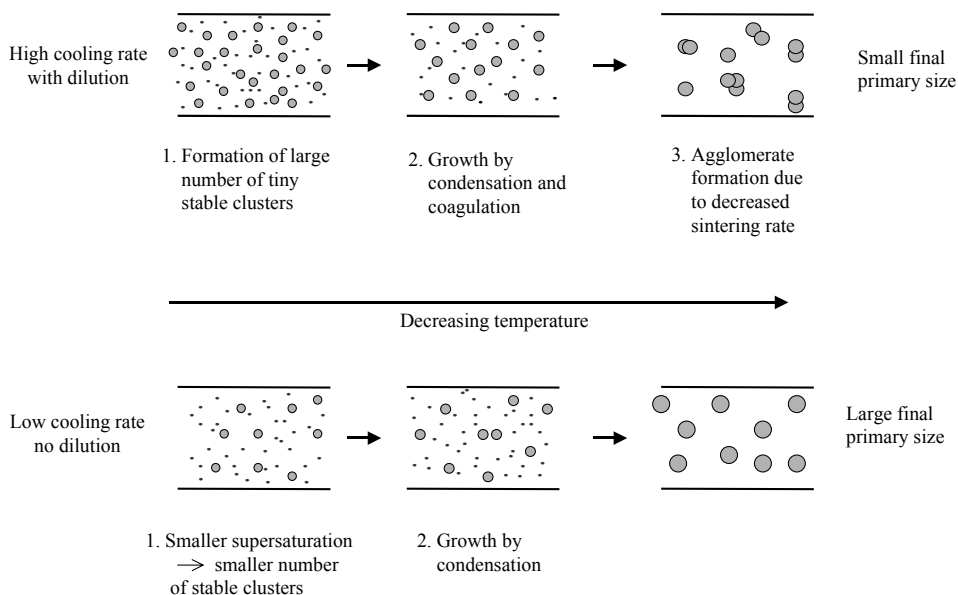 High cooling rate
with dilution
Small final
primary size
1. Formation of large
number of tiny
stable clusters
2. Growth by
condensation and
coagulation
3. Agglomerate
formation due
to decreased
sintering rate
Decreasing temperature
Low cooling rate
no dilution
Large final
primary size
1. Smaller supersaturation
→ smaller number
of stable clusters
2. Growth by
condensation